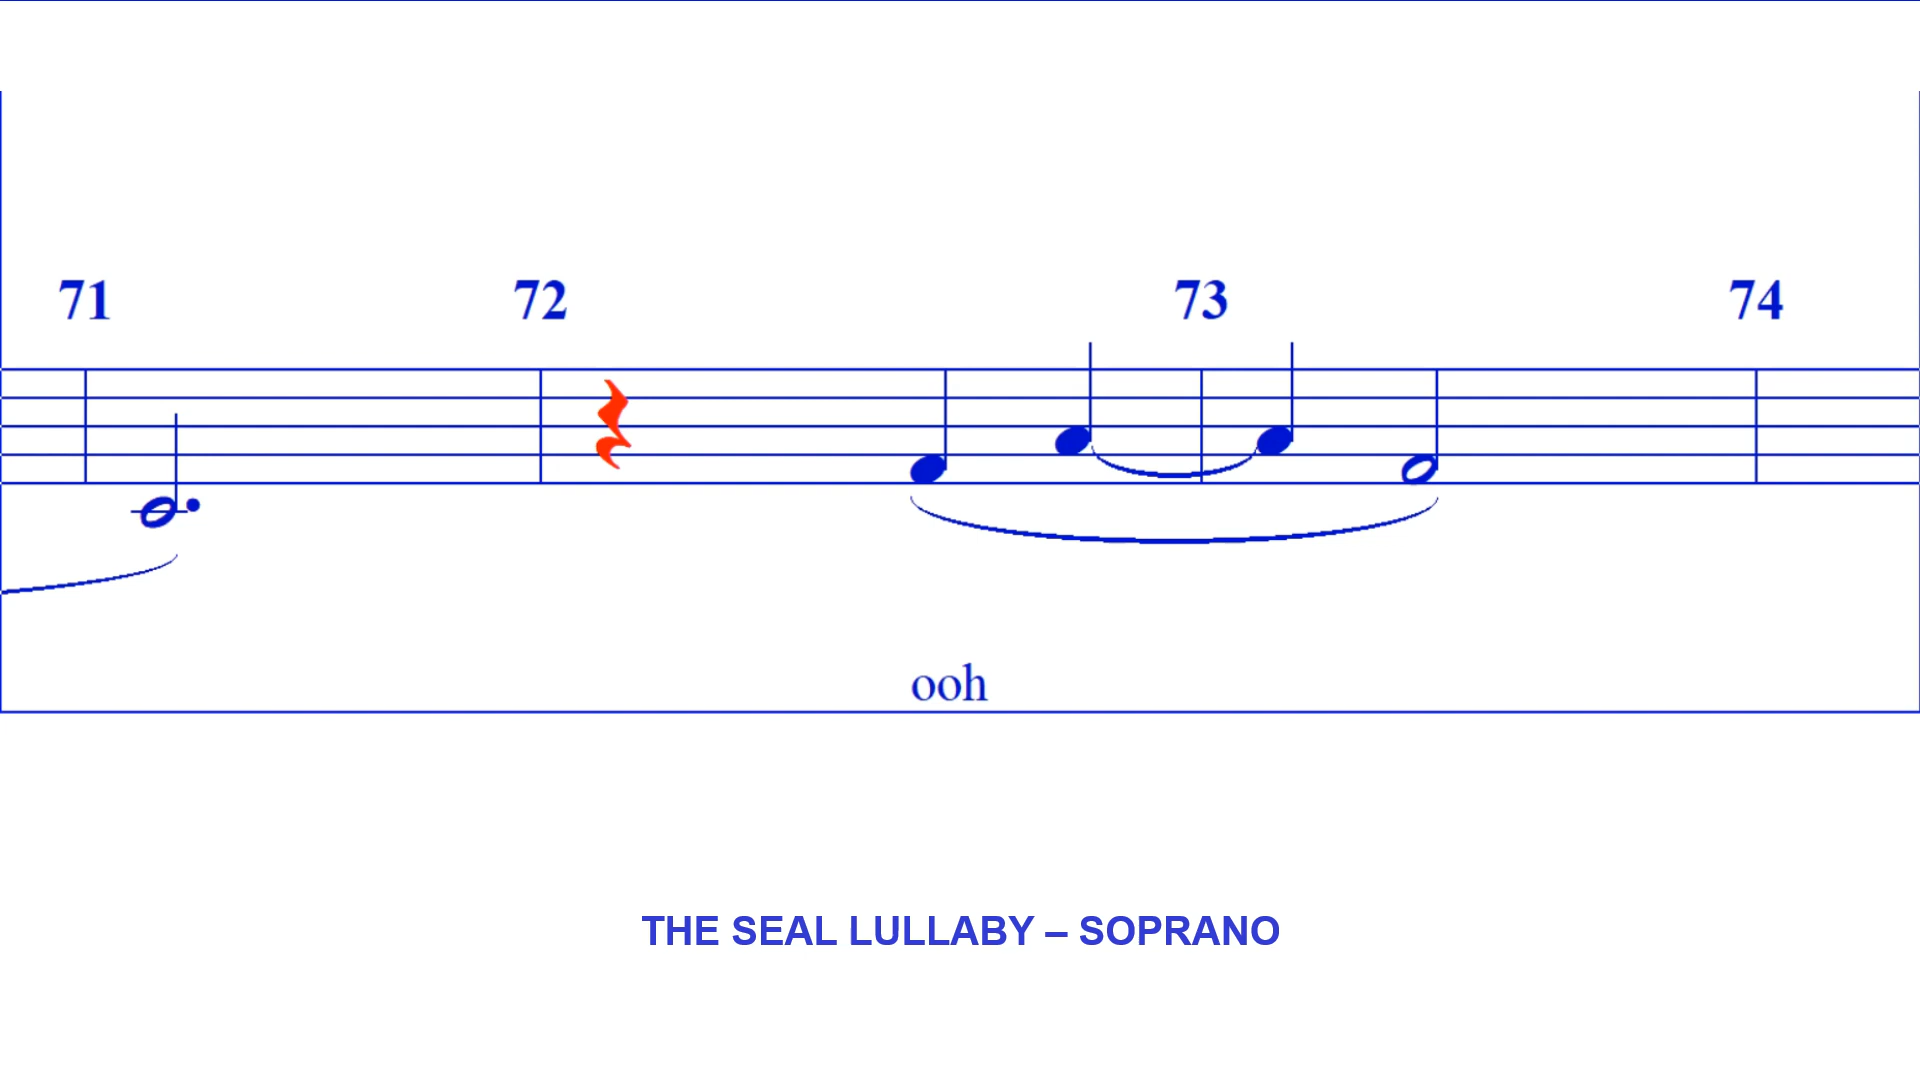 71 72 73 74
ooh
THE SEAL LULLABY – SOPRANO